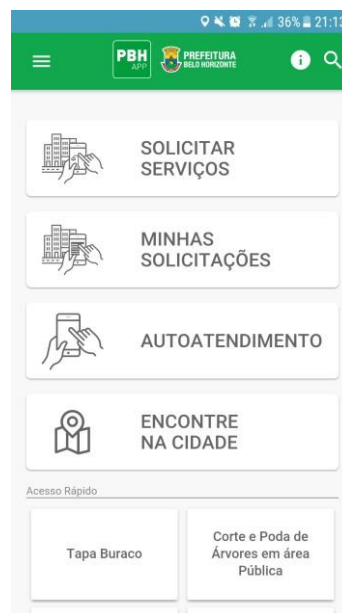 36% 21:13
PBH
APP
PREFEITURA
BELO HORIZONTE
SOLICITAR
SERVIÇOS
MINHAS
SOLICITAÇÕES
AUTOATENDIMENTO
ENCONTRE
NA CIDADE
Acesso Rápido
Tapa Buraco
Corte e Poda de
Árvores em área
Pública